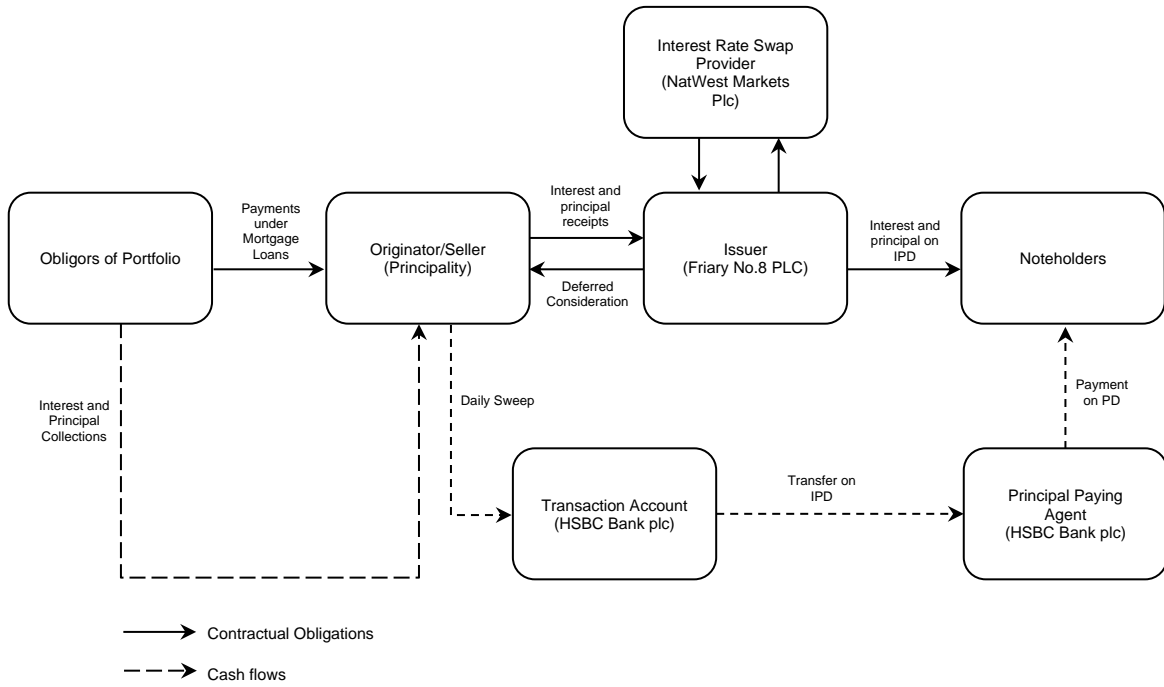 Interest Rate Swap
Provider
(NatWest Markets
Plc)
Obligors of Portfolio
Payments
under
Mortgage
Loans
Originator/Seller
(Principality)
Interest and
principal
receipts
Deferred
Consideration
Issuer
(Friary No.8 PLC)
Interest and
principal on
IPD
Noteholders
Interest and
Principal
Collections
Daily Sweep
Payment
on PD
Transaction Account
(HSBC Bank plc)
Transfer on
IPD
Principal Paying
Agent
(HSBC Bank plc)
Contractual Obligations
Cash flows